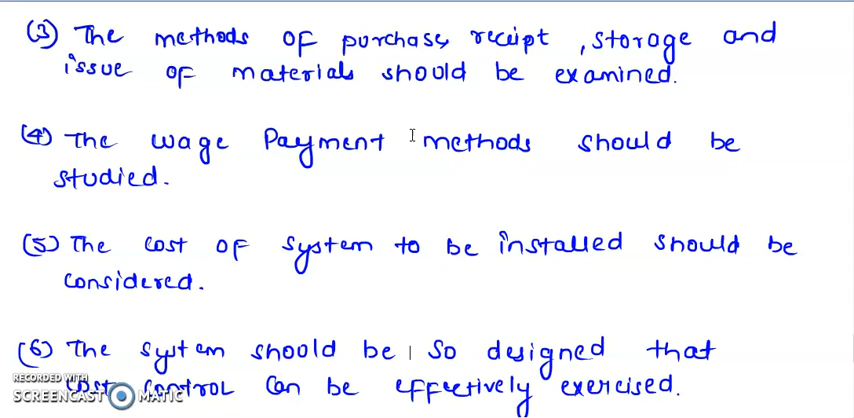 (3) The methods of purchase, receipt, storage and
issue of materials should be examined.
(4) The wage Payment methods should be
studied.
(5) The cost of system to be installed should be
considered.
(6) The system should be so designed that
cost control can be effectively exercised.
RECORDED WITH
SCREENCAST MATIC